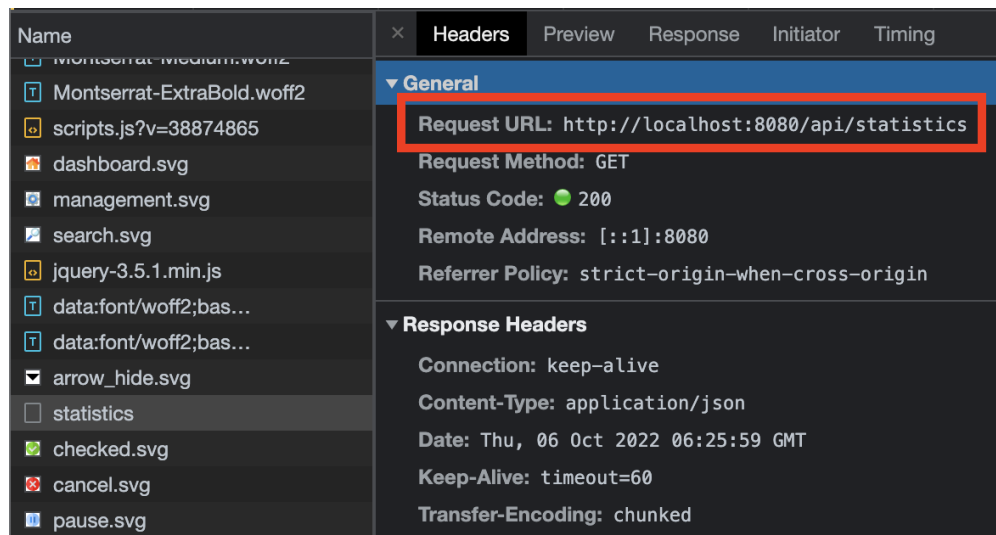 Name
Montserrat-Medium.woff2
Montserrat-ExtraBold.woff2
scripts.js?v=38874865
dashboard.svg
management.svg
search.svg
jquery-3.5.1.min.js
data:font/woff2;bas...
data:font/woff2;bas...
arrow_hide.svg
statistics
checked.svg
cancel.svg
pause.svg
× Headers Preview Response Initiator Timing
▼ General
Request URL: http://localhost:8080/api/statistics
Request Method: GET
Status Code: 200
Remote Address: [::1]:8080
Referrer Policy: strict-origin-when-cross-origin
▼ Response Headers
Connection: keep-alive
Content-Type: application/json
Date: Thu, 06 Oct 2022 06:25:59 GMT
Keep-Alive: timeout=60
Transfer-Encoding: chunked